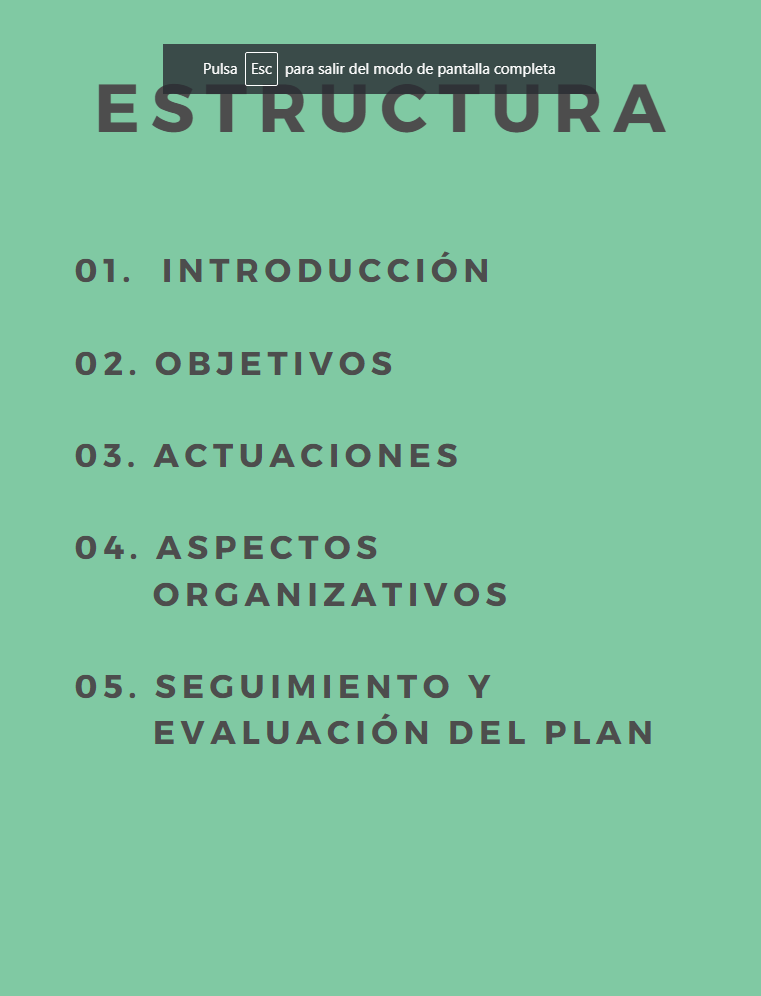 Pulsa Esc para salir del modo de pantalla completa
ESTRUCTURA
01. INTRODUCCIÓN
02. OBJETIVOS
03. ACTUACIONES
04. ASPECTOS
ORGANIZATIVOS
05. SEGUIMIENTO Y
EVALUACIÓN DEL PLAN